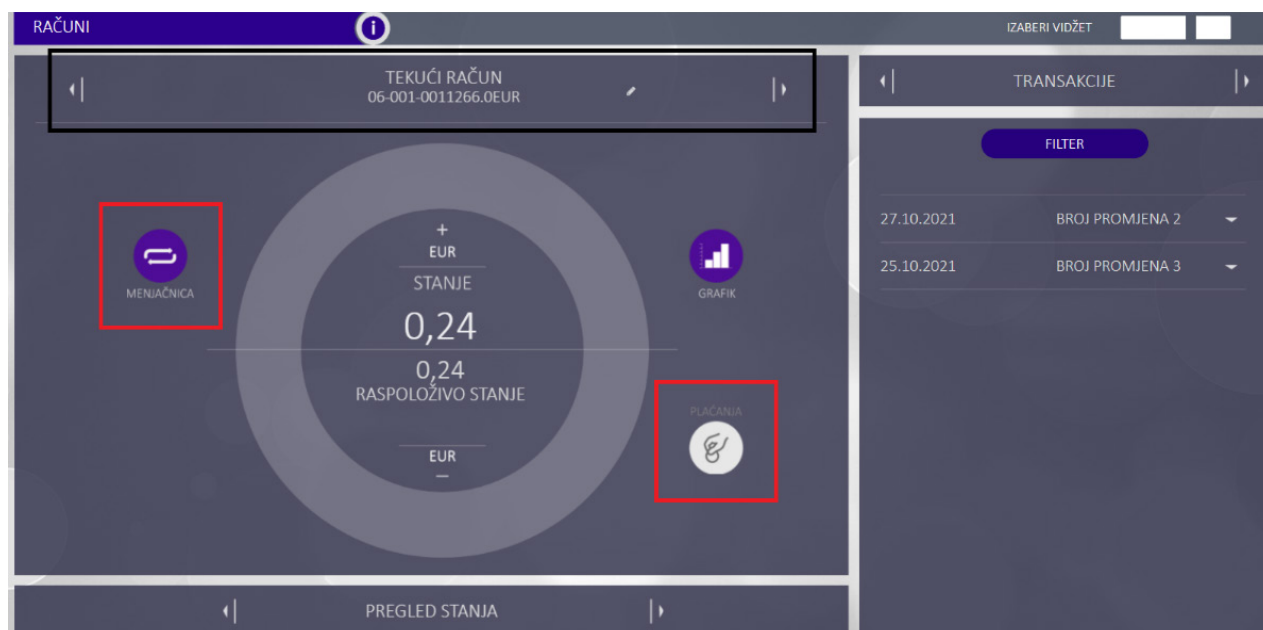 RAČUNI
i
IZABERI VIDŽET
TEKUĆI RAČUN
06-001-0011266.0EUR
TRANSAKCIJE
FILTER
27.10.2021 BROJ PROMJENA 2
25.10.2021 BROJ PROMJENA 3
+
EUR
STANJE
0,24
0,24
RASPOLOŽIVO STANJE
EUR
–
MENJAČNICA
GRAFIK
PLAĆANJA
PREGLED STANJA